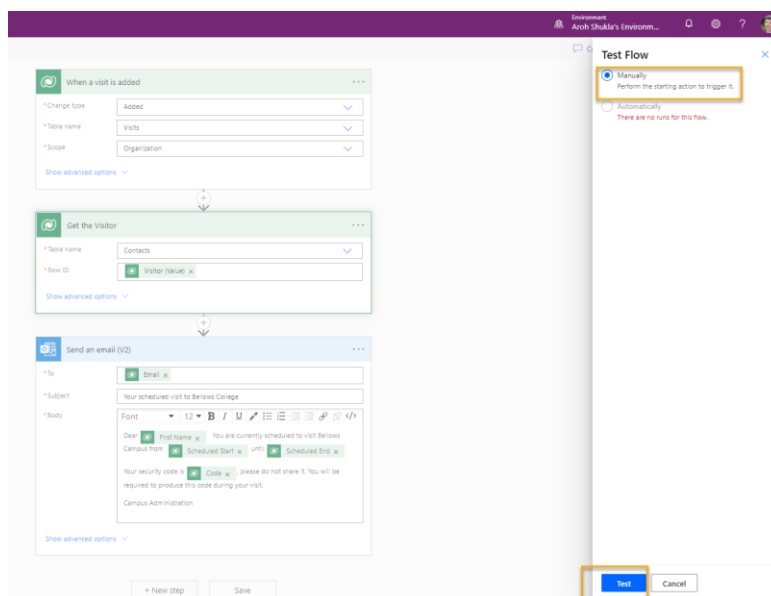 Environment
Aroh Shukla's Environm...
?
Test Flow
Manually
Perform the starting action to trigger it.
Automatically
There are no runs for this flow.
When a visit is added
*Change type
Added
*Table name
Visits
*Scope
Organization
Show advanced options
Get the Visitor
*Table name
Contacts
*Row ID
Visitor (Value) x
Show advanced options
Send an email (V2)
*To
Email x
*Subject
Your scheduled visit to Bellows College
*Body
Font 12 B I U </>
Dear First Name x You are currently scheduled to visit Bellows
Campus from Scheduled Start x until Scheduled End x
Your security code is Code x , please do not share it. You will be
required to produce this code during your visit.
Campus Administration
Show advanced options
+ New step
Save
Test
Cancel